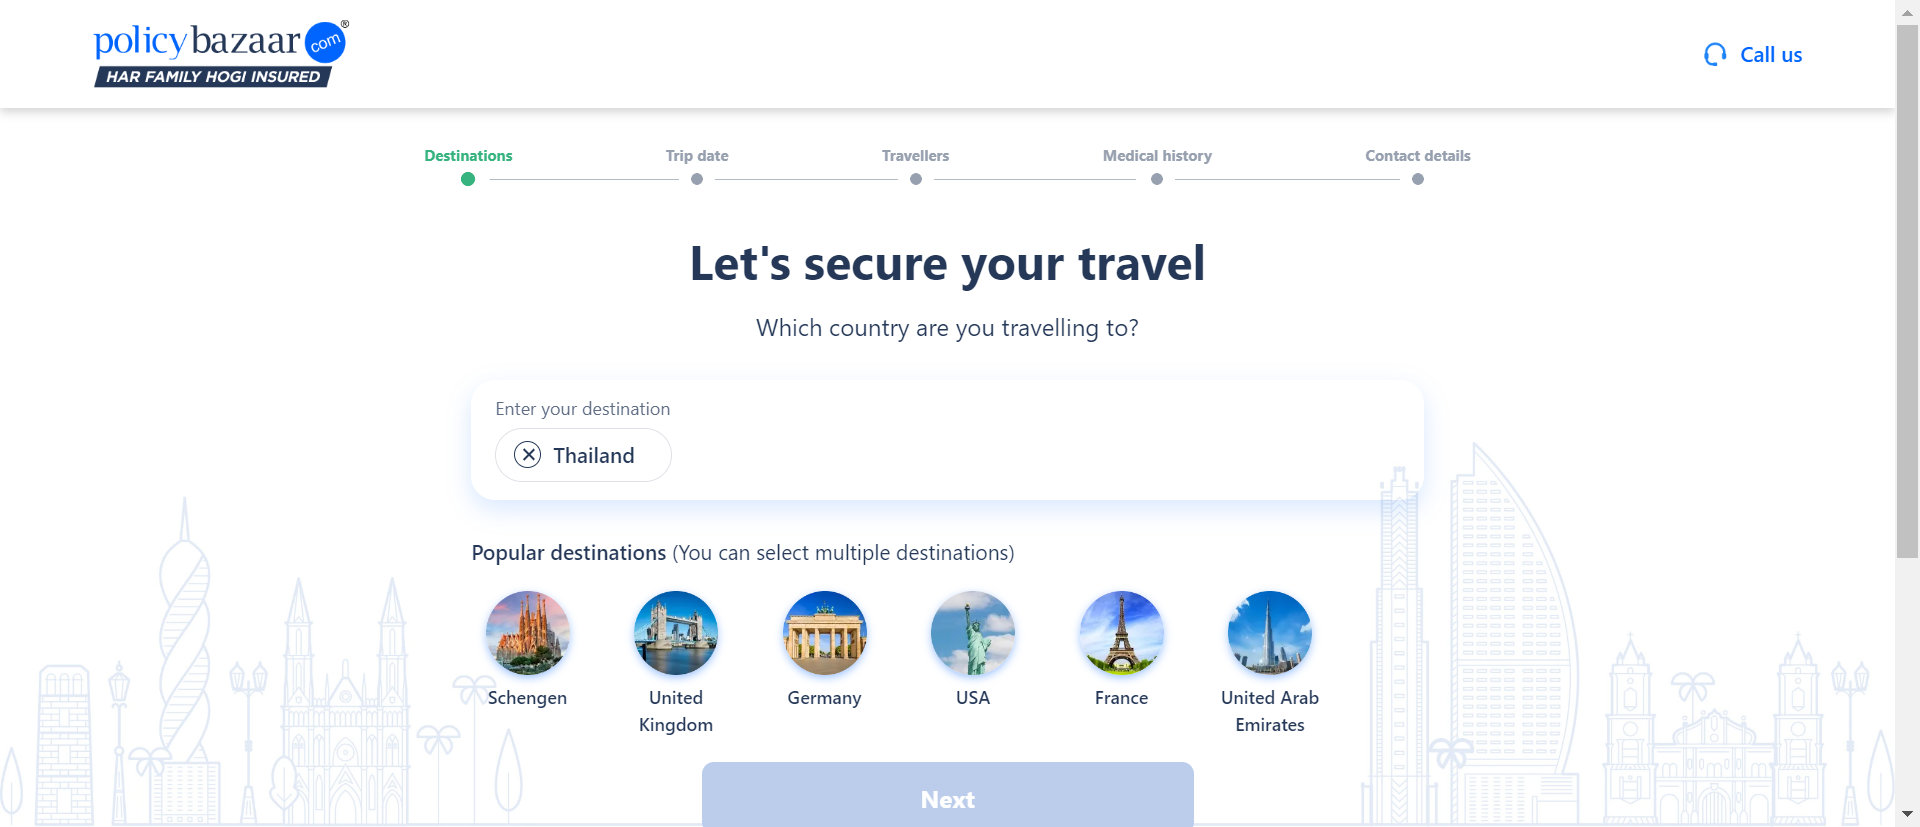 policybazaar com ®
HAR FAMILY HOGI INSURED
Call us
Destinations
Trip date
Travellers
Medical history
Contact details
Let's secure your travel
Which country are you travelling to?
Enter your destination
Thailand
Popular destinations (You can select multiple destinations)
Schengen
United
Kingdom
Germany
USA
France
United Arab
Emirates
Next